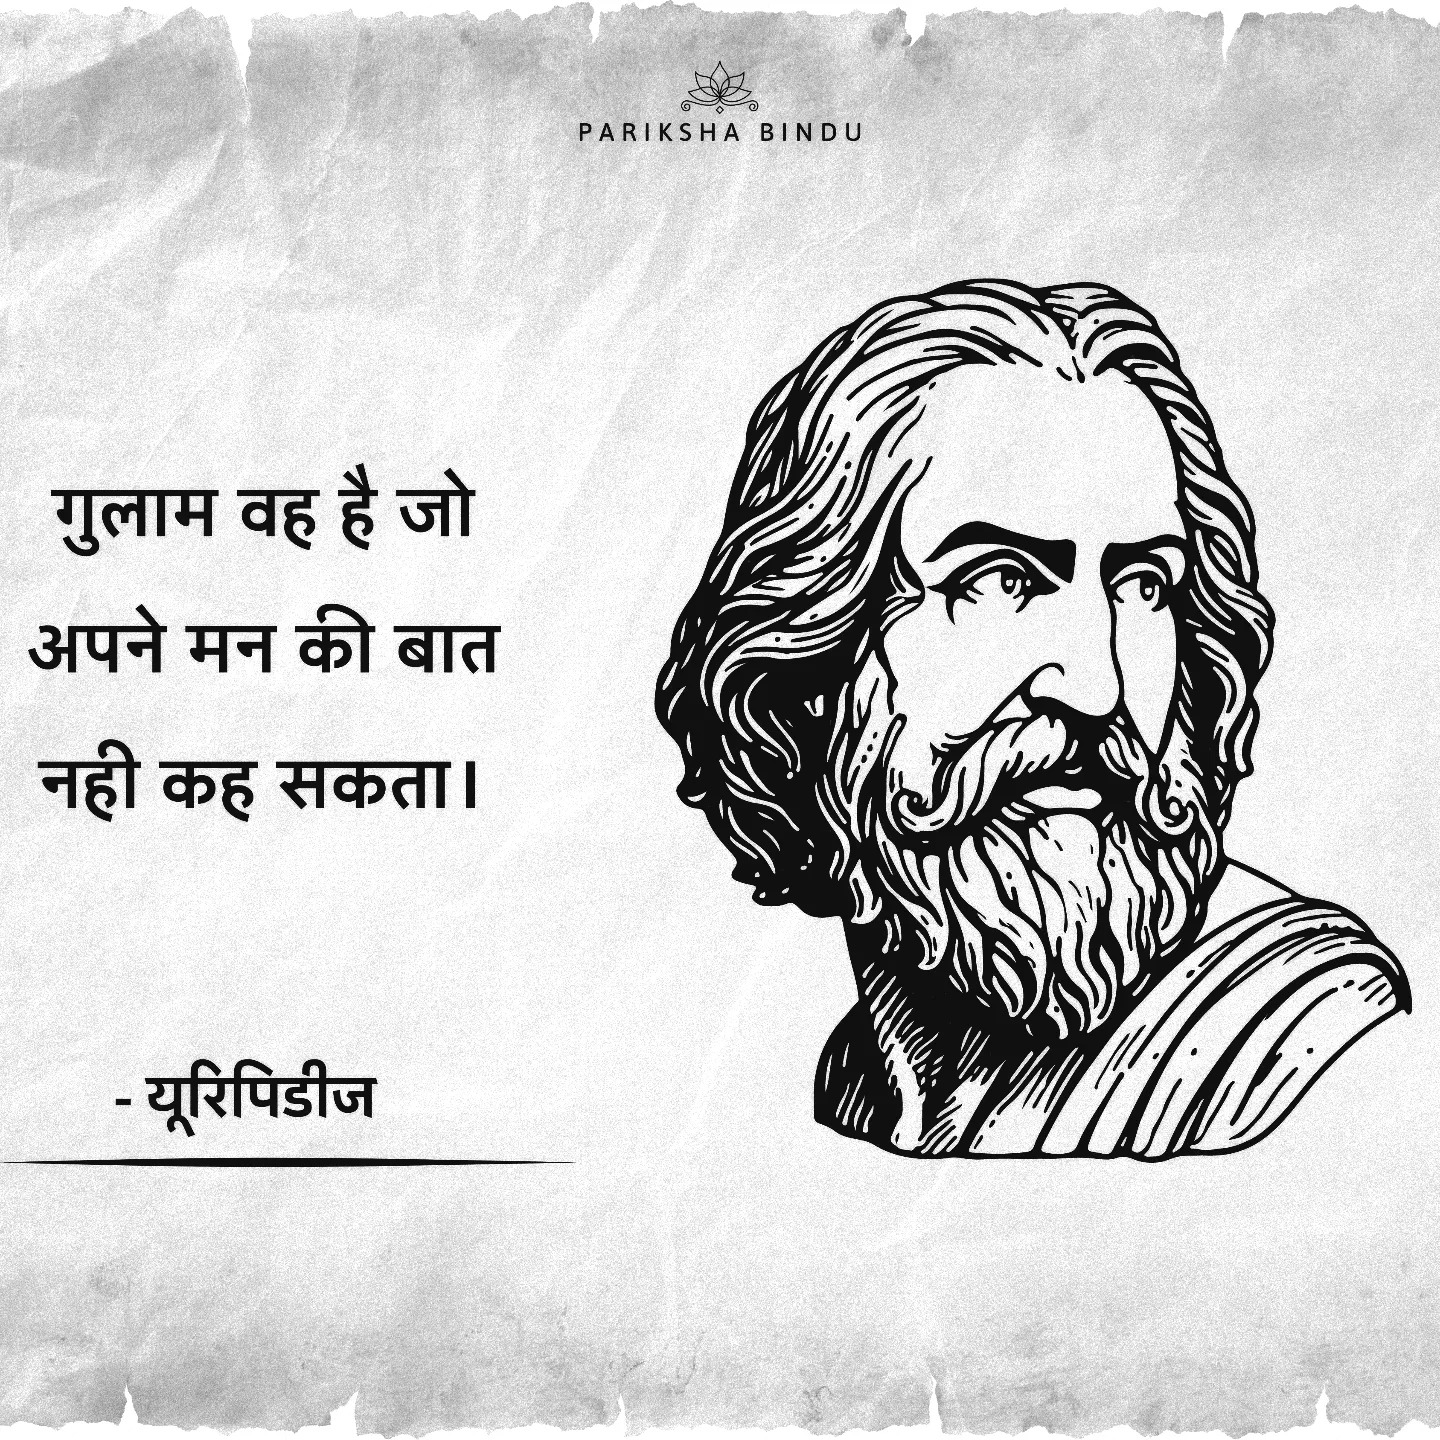 PARIKSHA BINDU
गुलाम वह है जो
अपने मन की बात
नही कह सकता।
- यूरिपिडीज